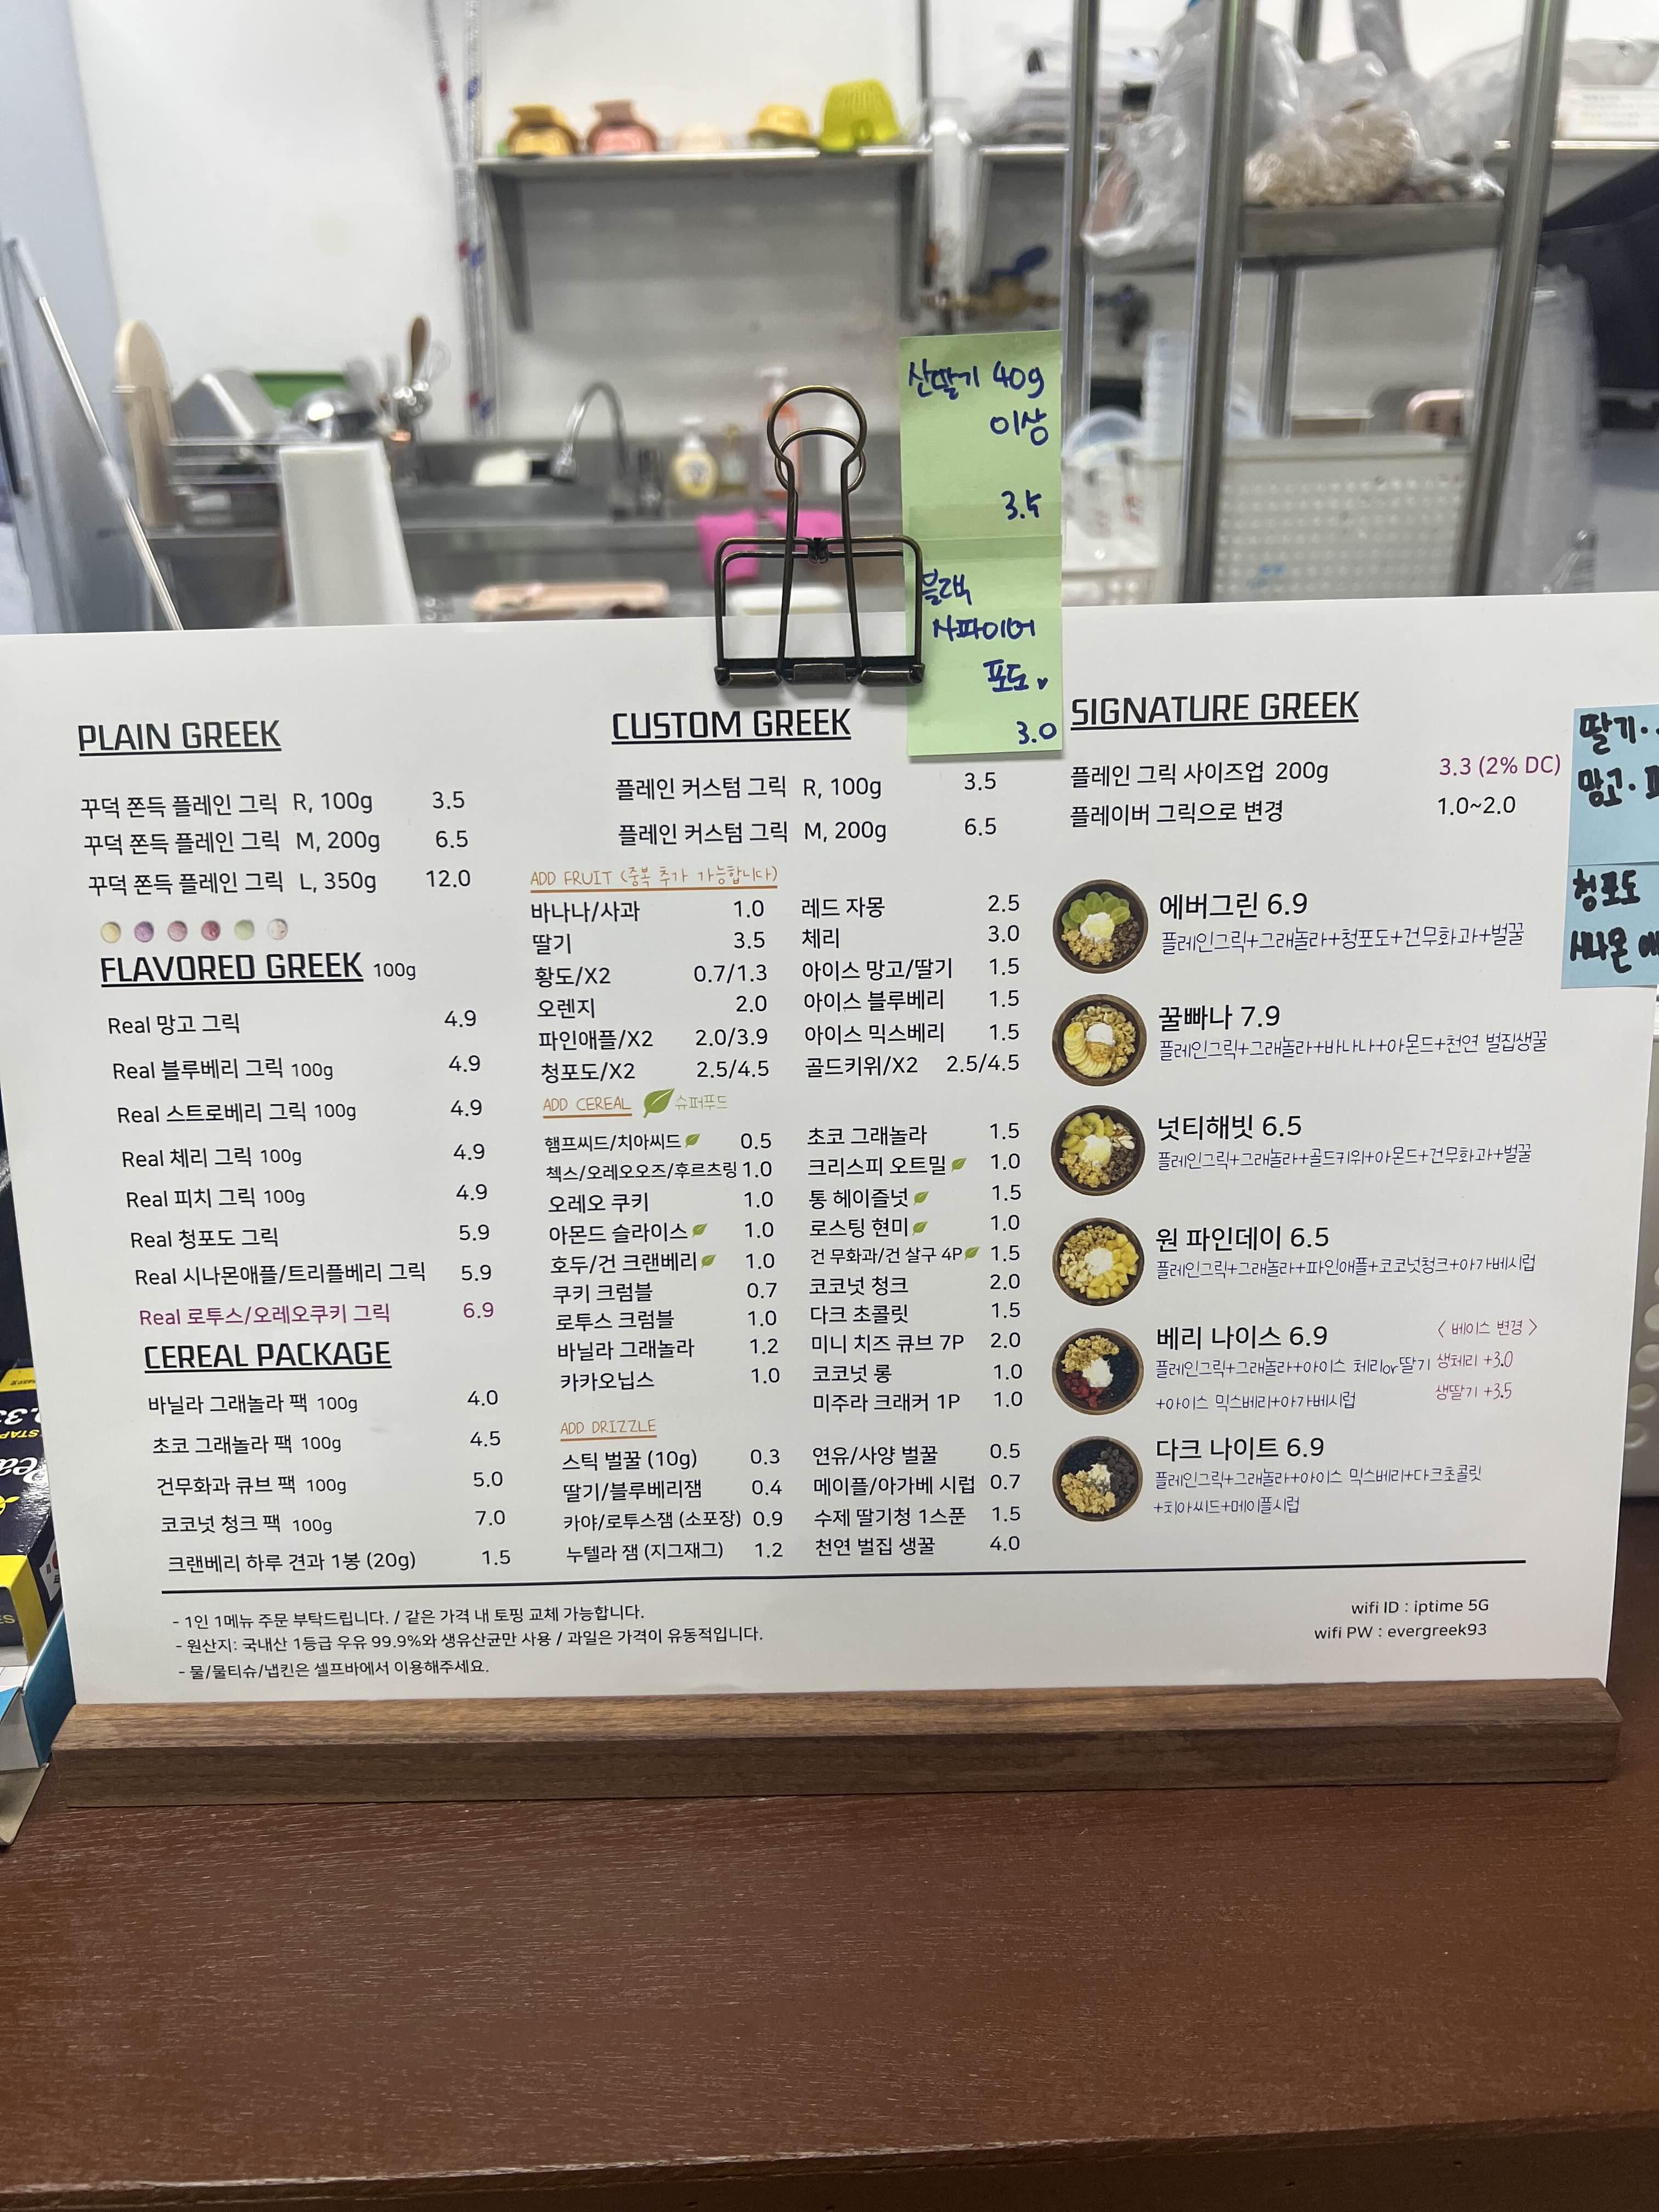 산딸기 40g
이상
3.5
블랙
사파이어
포도
3.0
PLAIN GREEK
꾸덕 쫀득 플레인 그릭 R, 100g 3.5
꾸덕 쫀득 플레인 그릭 M, 200g 6.5
꾸덕 쫀득 플레인 그릭 L, 350g 12.0
FLAVORED GREEK 100g
Real 망고 그릭 4.9
Real 블루베리 그릭 100g 4.9
Real 스트로베리 그릭 100g 4.9
Real 체리 그릭 100g 4.9
Real 피치 그릭 100g 4.9
Real 청포도 그릭 5.9
Real 시나몬애플/트리플베리 그릭 5.9
Real 로투스/오레오쿠키 그릭 6.9
CEREAL PACKAGE
바닐라 그래놀라 팩 100g 4.0
초코 그래놀라 팩 100g 4.5
건무화과 큐브 팩 100g 5.0
코코넛 청크 팩 100g 7.0
크랜베리 하루 견과 1봉 (20g) 1.5
CUSTOM GREEK
플레인 커스텀 그릭 R, 100g 3.5
플레인 커스텀 그릭 M, 200g 6.5
ADD FRUIT (중복 추가 가능합니다)
바나나/사과 1.0
딸기 3.5
황도/X2 0.7/1.3
오렌지 2.0
파인애플/X2 2.0/3.9
청포도/X2 2.5/4.5
레드 자몽 2.5
체리 3.0
아이스 망고/딸기 1.5
아이스 블루베리 1.5
아이스 믹스베리 1.5
골드키위/X2 2.5/4.5
ADD CEREAL 슈퍼푸드
햄프씨드/치아씨드 0.5
첵스/오레오오즈/후르츠링 1.0
오레오 쿠키 1.0
아몬드 슬라이스 1.0
호두/건 크랜베리 1.0
쿠키 크럼블 0.7
로투스 크럼블 1.0
바닐라 그래놀라 1.2
카카오닙스 1.0
초코 그래놀라 1.5
크리스피 오트밀 1.0
통 헤이즐넛 1.5
로스팅 현미 1.0
건 무화과/건 살구 4P 1.5
코코넛 청크 2.0
다크 초콜릿 1.5
미니 치즈 큐브 7P 2.0
코코넛 롱 1.0
미주라 크래커 1P 1.0
ADD DRIZZLE
스틱 벌꿀 (10g) 0.3
딸기/블루베리잼 0.4
카야/로투스잼 (소포장) 0.9
누텔라 잼 (지그재그) 1.2
연유/사양 벌꿀 0.5
메이플/아가베 시럽 0.7
수제 딸기청 1스푼 1.5
천연 벌집 생꿀 4.0
SIGNATURE GREEK
플레인 그릭 사이즈업 200g 3.3 (2% DC)
플레이버 그릭으로 변경 1.0~2.0
에버그린 6.9
플레인그릭+그래놀라+청포도+건무화과+벌꿀
꿀빠나 7.9
플레인그릭+그래놀라+바나나+아몬드+천연 벌집생꿀
넛티해빗 6.5
플레인그릭+그래놀라+골드키위+아몬드+건무화과+벌꿀
원 파인데이 6.5
플레인그릭+그래놀라+파인애플+코코넛청크+아가베시럽
베리 나이스 6.9 〈 베이스 변경 〉
플레인그릭+그래놀라+아이스 체리or딸기 생체리 +3.0
+아이스 믹스베리+아가베시럽 생딸기 +3.5
다크 나이트 6.9
플레인그릭+그래놀라+아이스 믹스베리+다크초콜릿
+치아씨드+메이플시럽
딸기
망고
청포도
시나몬
- 1인 1메뉴 주문 부탁드립니다. / 같은 가격 내 토핑 교체 가능합니다.
- 원산지: 국내산 1등급 우유 99.9%와 생유산균만 사용 / 과일은 가격이 유동적입니다.
- 물/물티슈/냅킨은 셀프바에서 이용해주세요.
wifi ID : iptime 5G
wifi PW : evergreek93